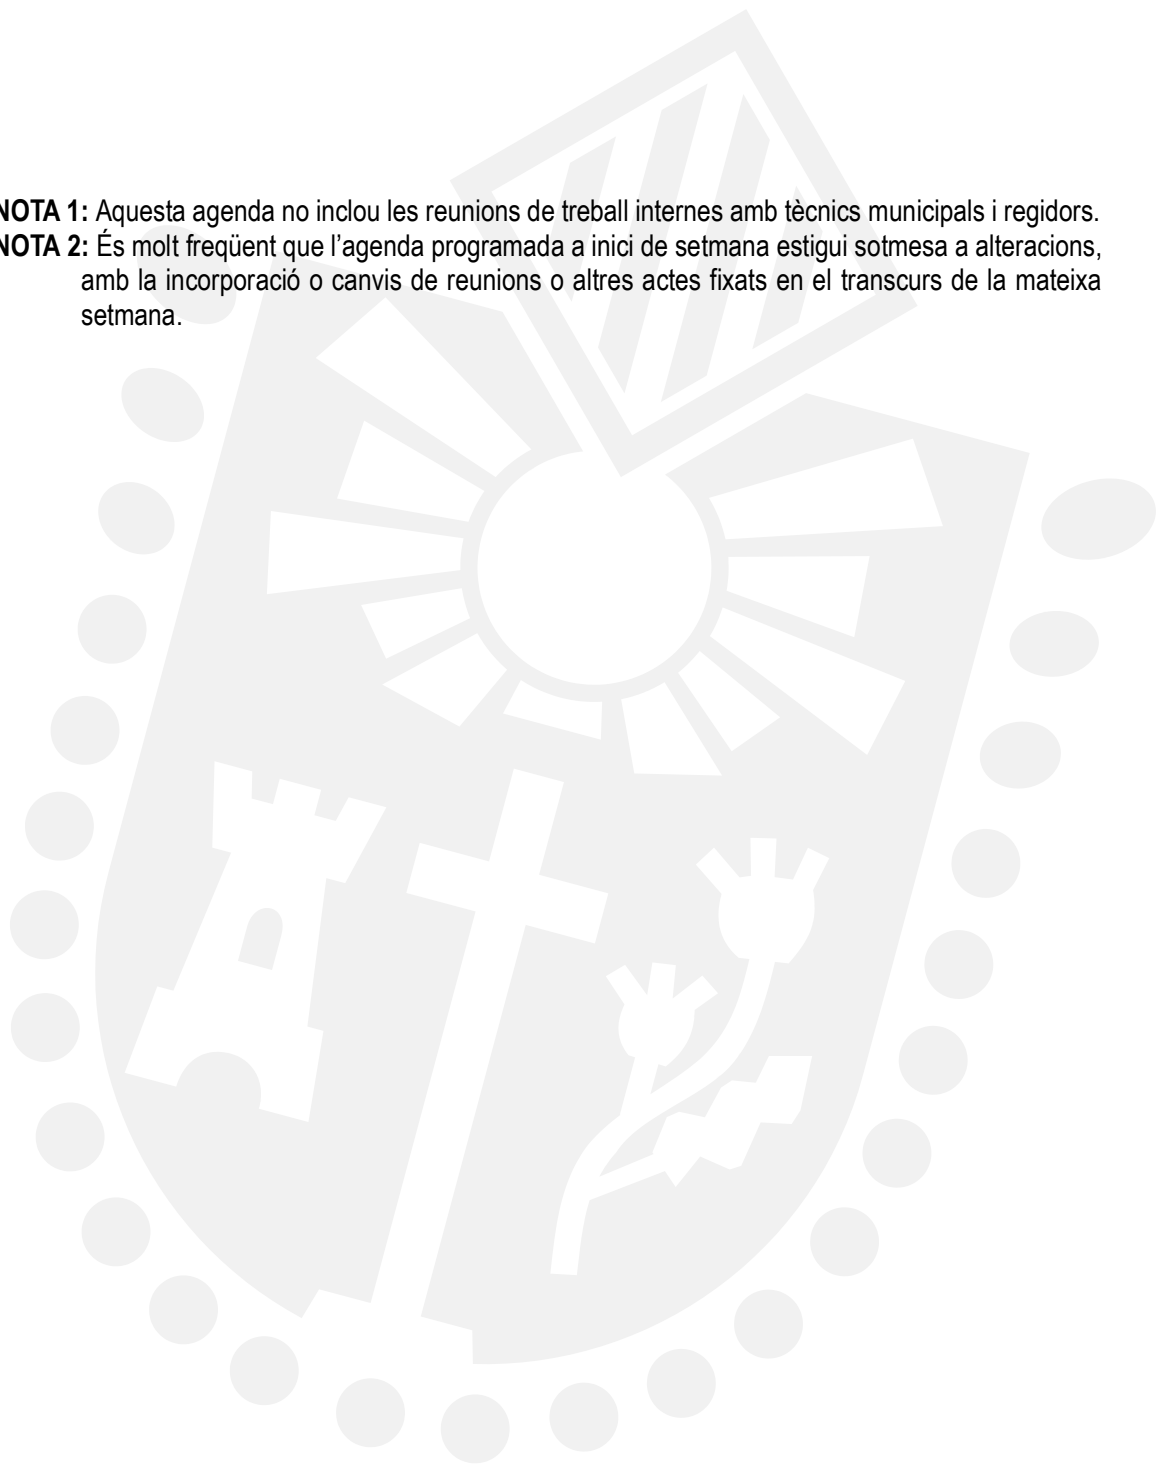 NOTA 1: Aquesta agenda no inclou les reunions de treball internes amb tècnics municipals i regidors.
NOTA 2: És molt freqüent que l’agenda programada a inici de setmana estigui sotmesa a alteracions,
amb la incorporació o canvis de reunions o altres actes fixats en el transcurs de la mateixa
setmana.